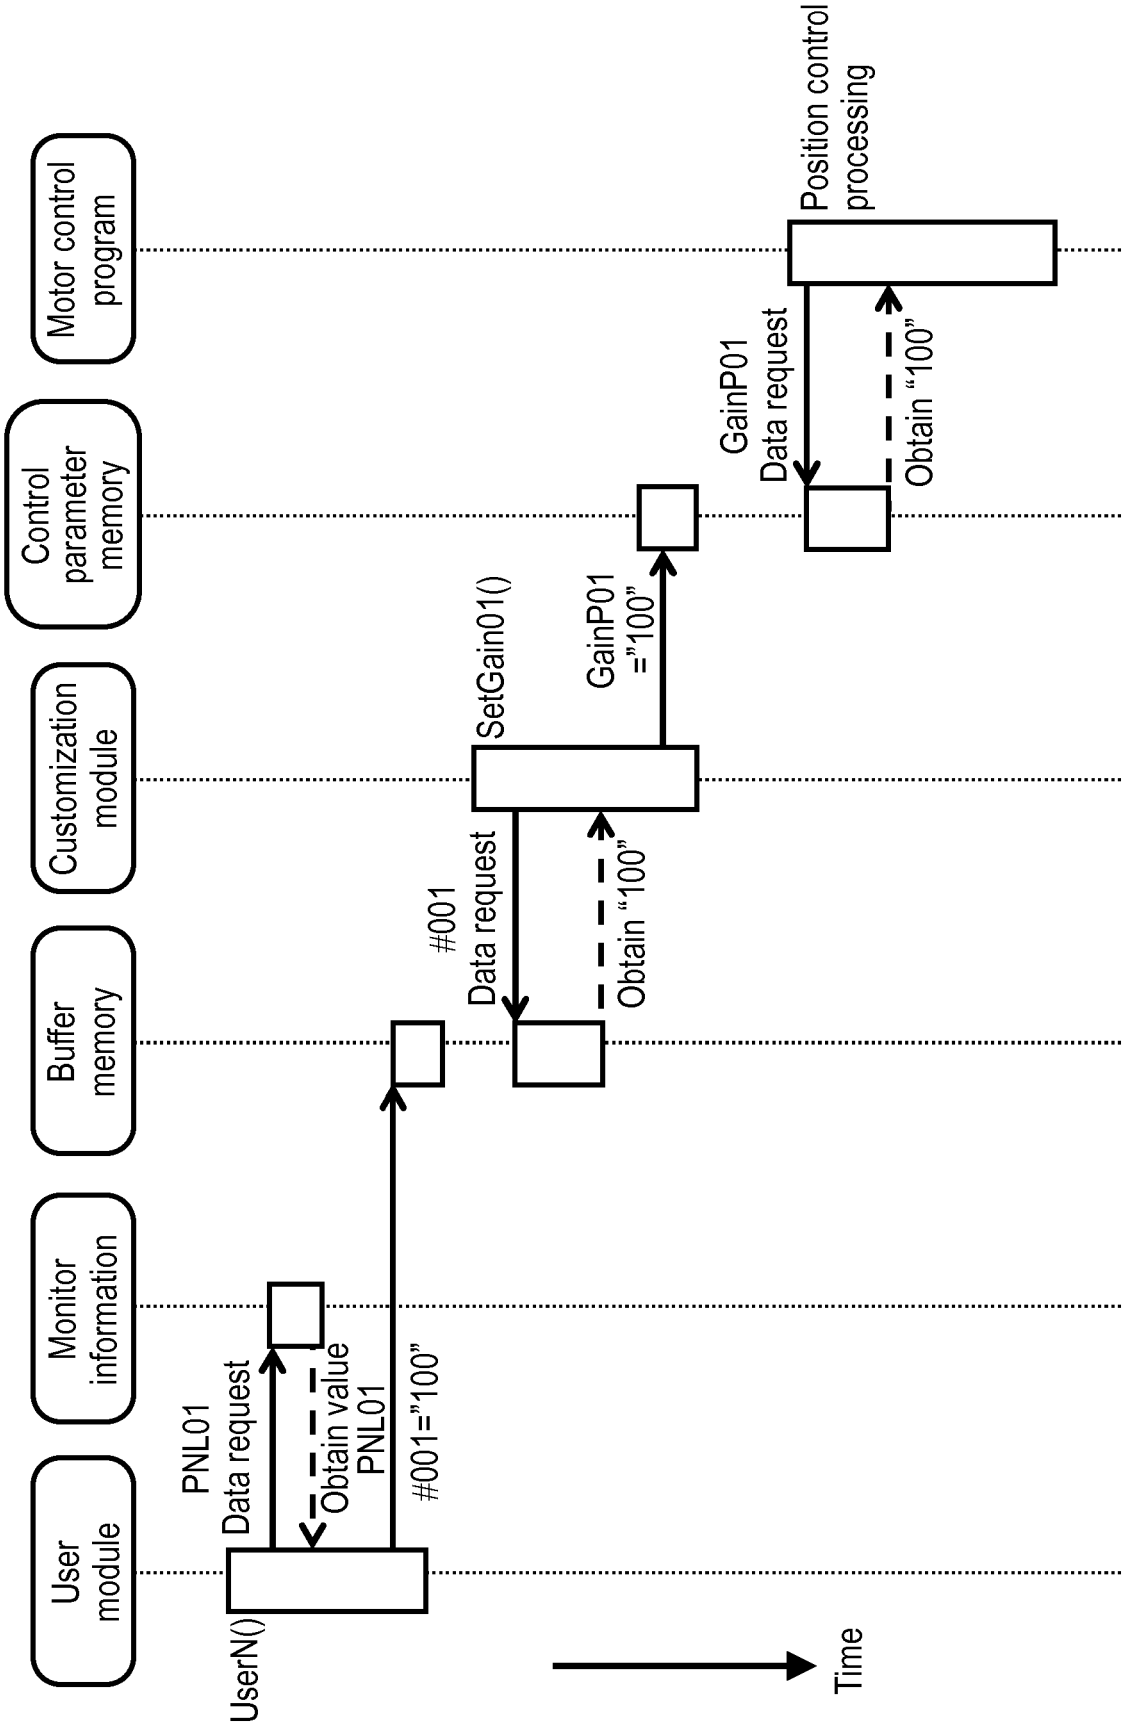 User
module
Monitor
information
Buffer
memory
Customization
module
Control
parameter
memory
Motor control
program
UserN()
PNL01
Data request
Obtain value
PNL01
#001=”100”
#001
Data request
Obtain “100”
SetGain01()
GainP01
=”100”
GainP01
Data request
Obtain “100”
Position control
processing
Time